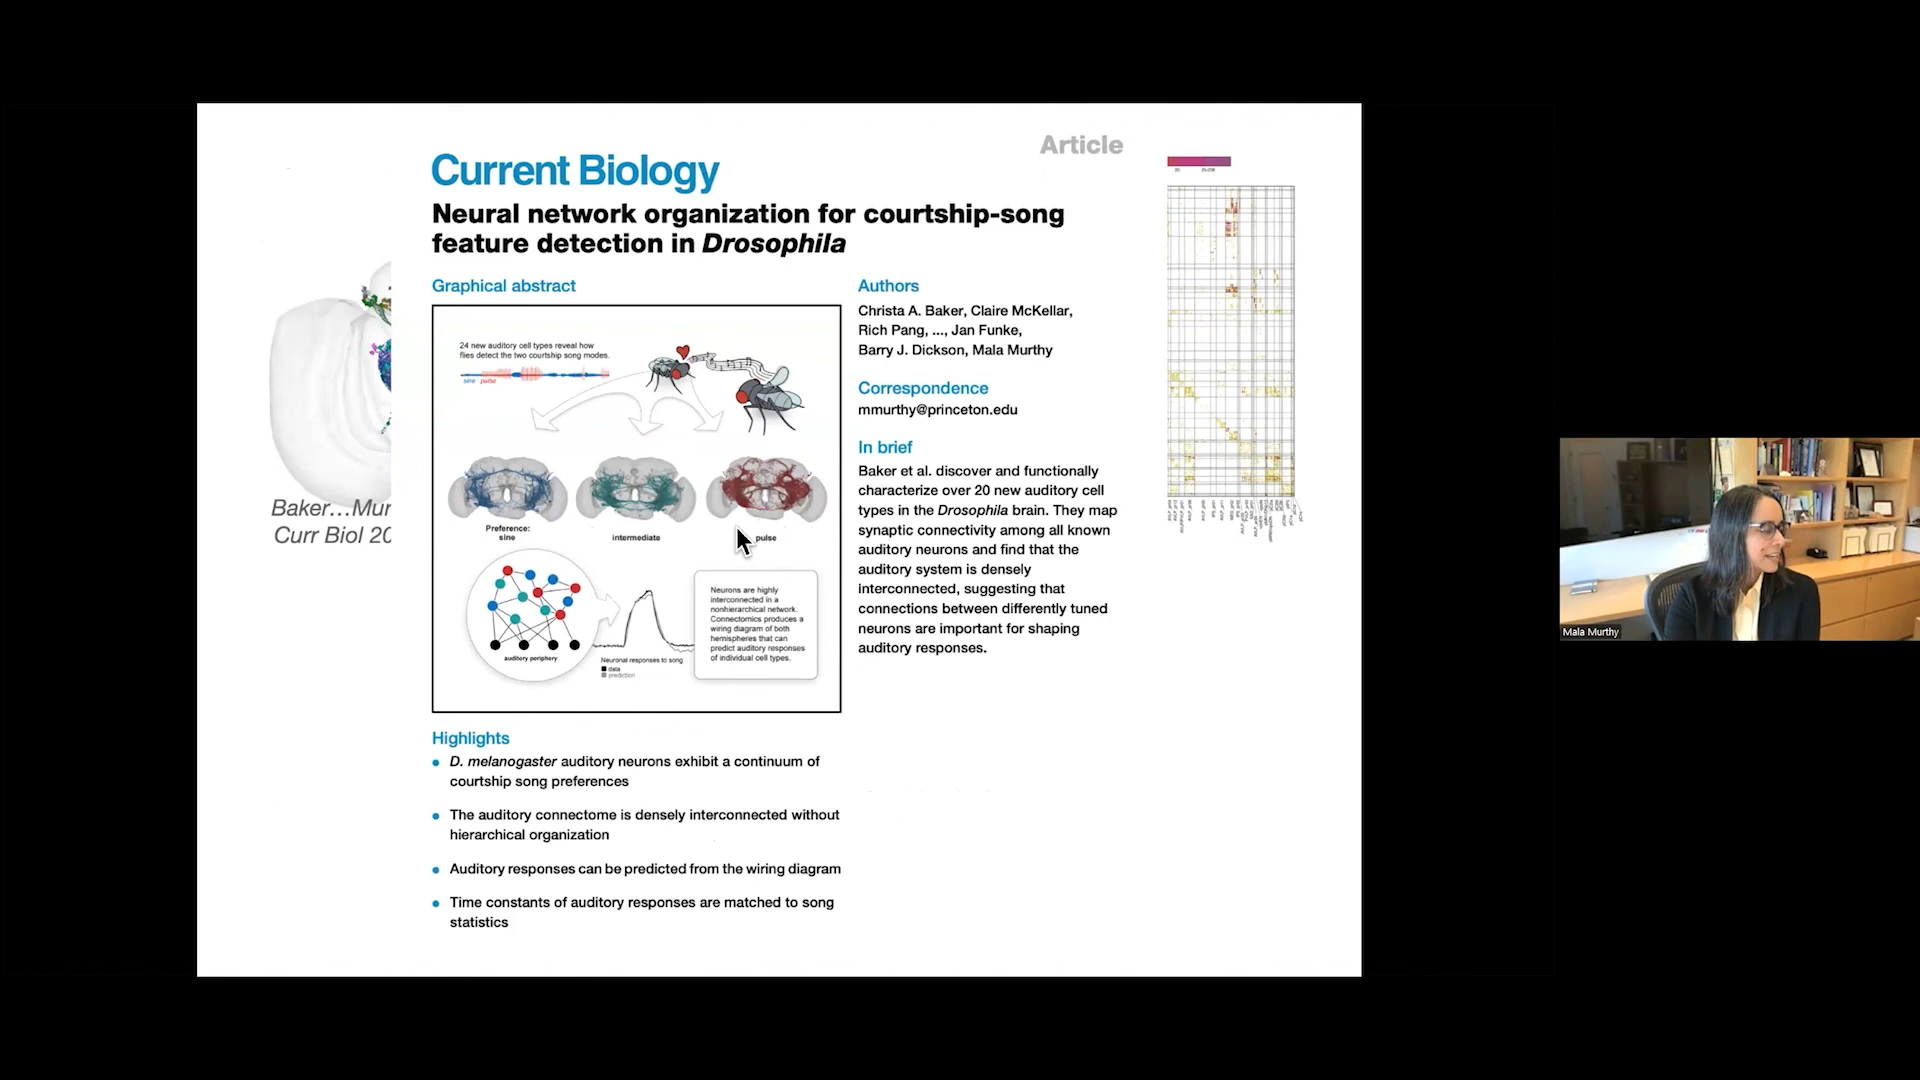 Article
Current Biology
Neural network organization for courtship-song
feature detection in Drosophila
Graphical abstract
24 new auditory cell types reveal how
flies detect the two courtship song modes.
sine pulse
Preference:
sine
intermediate
pulse
auditory periphery
Neuronal responses to song
data
prediction
Neurons are highly
interconnected in a
nonhierarchical network.
Connectomics produces a
wiring diagram of both
hemispheres that can
predict auditory responses
of individual cell types.
Authors
Christa A. Baker, Claire McKellar,
Rich Pang, ..., Jan Funke,
Barry J. Dickson, Mala Murthy
Correspondence
mmurthy@princeton.edu
In brief
Baker et al. discover and functionally
characterize over 20 new auditory cell
types in the Drosophila brain. They map
synaptic connectivity among all known
auditory neurons and find that the
auditory system is densely
interconnected, suggesting that
connections between differently tuned
neurons are important for shaping
auditory responses.
Highlights
D. melanogaster auditory neurons exhibit a continuum of
courtship song preferences
The auditory connectome is densely interconnected without
hierarchical organization
Auditory responses can be predicted from the wiring diagram
Time constants of auditory responses are matched to song
statistics
Baker...Mur
Curr Biol 20
Mala Murthy